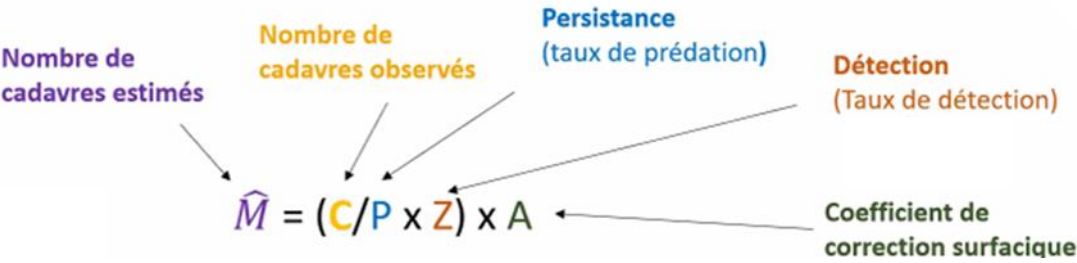 Nombre de
cadavres estimés
Nombre de
cadavres observés
Persistance
(taux de prédation)
Détection
(Taux de détection)
M̂ = (C/P x Z) x A
Coefficient de
correction surfacique